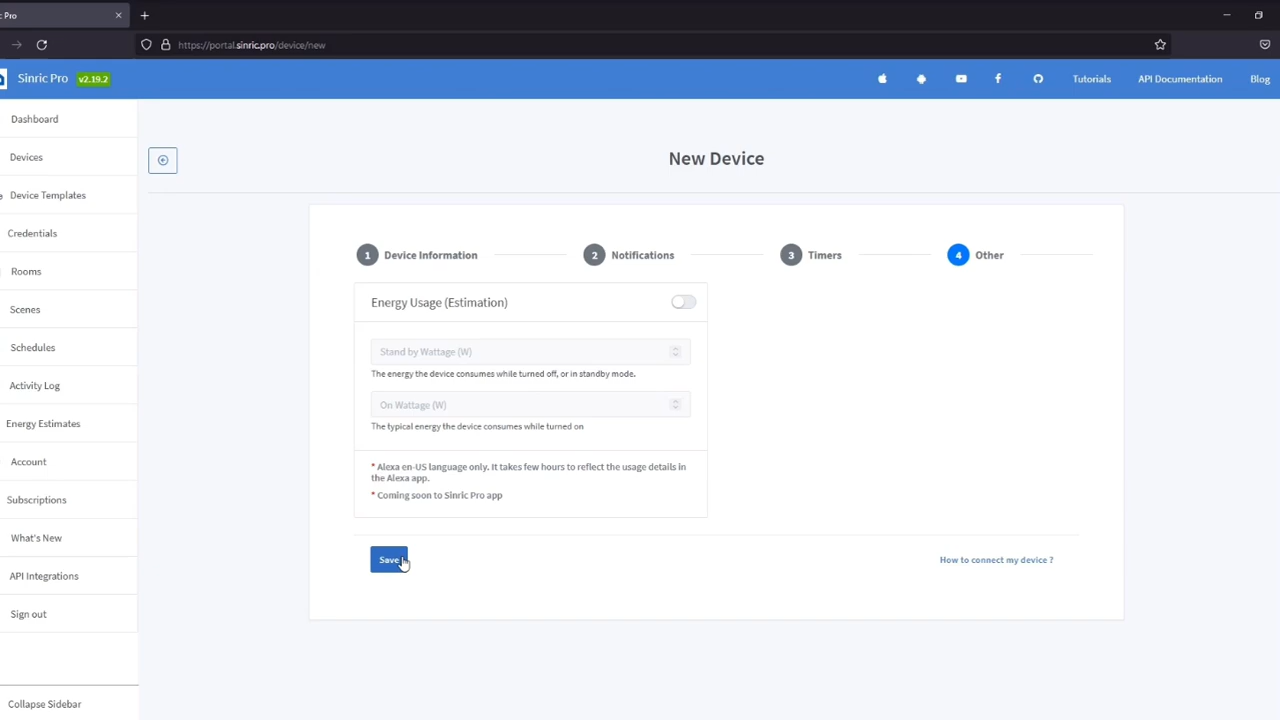 c Pro
https://portal.sinric.pro/device/new
Sinric Pro v2.19.2
Tutorials
API Documentation
Blog
Dashboard
Devices
Device Templates
Credentials
Rooms
Scenes
Schedules
Activity Log
Energy Estimates
Account
Subscriptions
What's New
API Integrations
Sign out
Collapse Sidebar
New Device
1 Device Information
2 Notifications
3 Timers
4 Other
Energy Usage (Estimation)
Stand by Wattage (W)
The energy the device consumes while turned off, or in standby mode.
On Wattage (W)
The typical energy the device consumes while turned on
* Alexa en-US language only. It takes few hours to reflect the usage details in
the Alexa app.
* Coming soon to Sinric Pro app
Save
How to connect my device ?